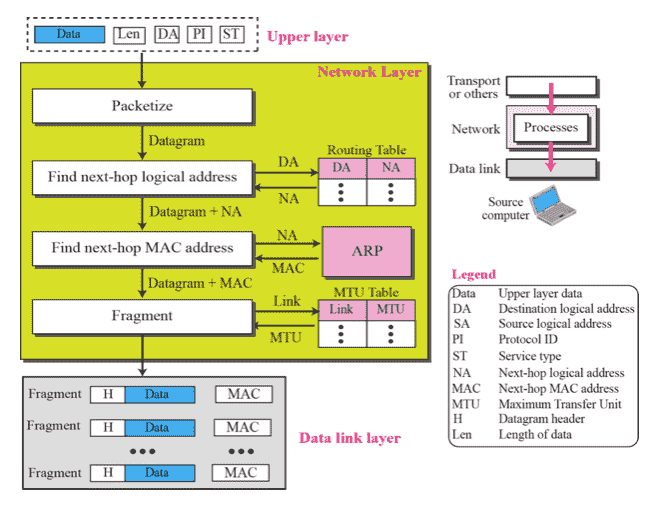 Data Len DA PI ST Upper layer
Network Layer
Packetize
Datagram
Find next-hop logical address
DA
NA
Routing Table
DA NA
Datagram + NA
Find next-hop MAC address
NA
MAC
ARP
Datagram + MAC
Fragment
Link
MTU
MTU Table
Link MTU
Fragment H Data MAC
Fragment H Data MAC
Fragment H Data MAC
Data link layer
Transport
or others
Network
Processes
Data link
Source
computer
Legend
Data Upper layer data
DA Destination logical address
SA Source logical address
PI Protocol ID
ST Service type
NA Next-hop logical address
MAC Next-hop MAC address
MTU Maximum Transfer Unit
H Datagram header
Len Length of data